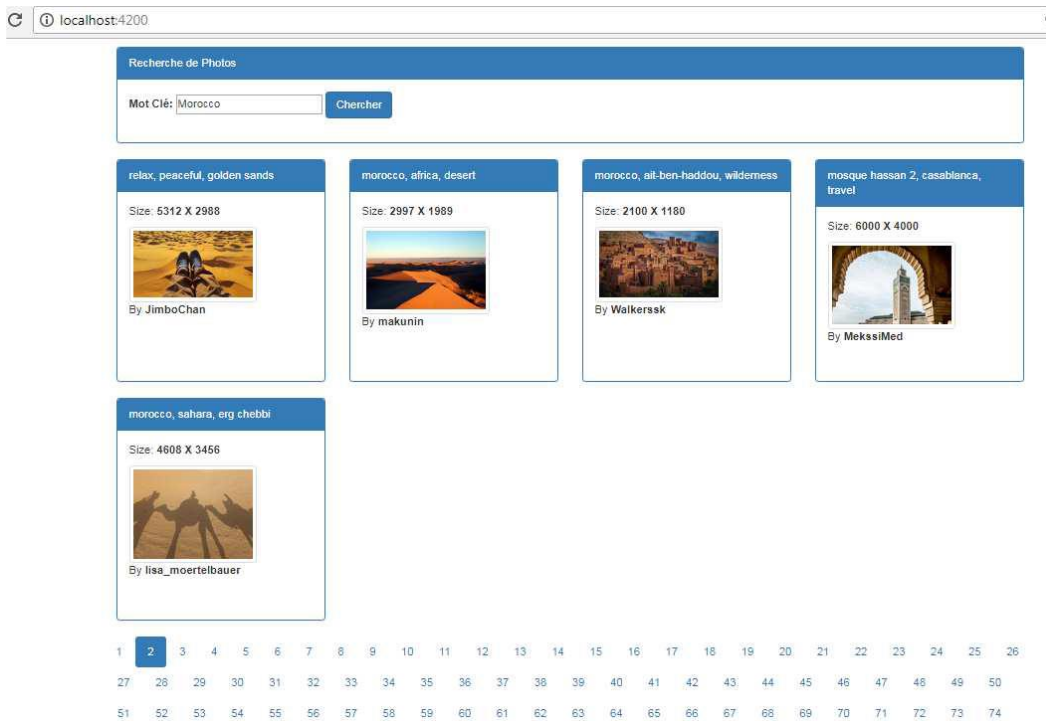 localhost:4200
Recherche de Photos
Mot Clé: Morocco Chercher
relax, peaceful, golden sands
Size: 5312 X 2988
By JimboChan
morocco, africa, desert
Size: 2997 X 1989
By makunin
morocco, ait-ben-haddou, wilderness
Size: 2100 X 1180
By Walkerssk
mosque hassan 2, casablanca,
travel
Size: 6000 X 4000
By MekssiMed
morocco, sahara, erg chebbi
Size: 4608 X 3456
By lisa_moertelbauer
1 2 3 4 5 6 7 8 9 10 11 12 13 14 15 16 17 18 19 20 21 22 23 24 25 26
27 28 29 30 31 32 33 34 35 36 37 38 39 40 41 42 43 44 45 46 47 48 49 50
51 52 53 54 55 56 57 58 59 60 61 62 63 64 65 66 67 68 69 70 71 72 73 74